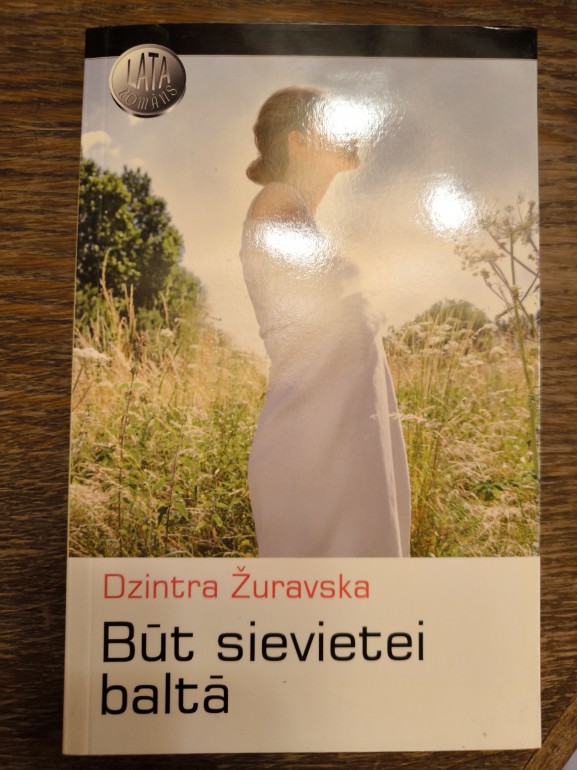 LATA
ROMĀNS
Dzintra Žuravska
Būt sievietei
baltā